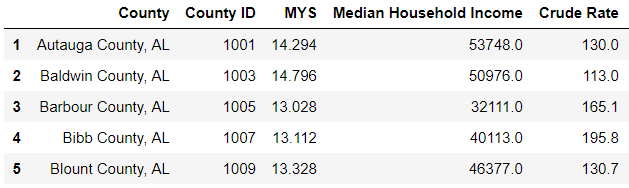 County County ID MYS Median Household Income Crude Rate
1 Autauga County, AL 1001 14.294 53748.0 130.0
2 Baldwin County, AL 1003 14.796 50976.0 113.0
3 Barbour County, AL 1005 13.028 32111.0 165.1
4 Bibb County, AL 1007 13.112 40113.0 195.8
5 Blount County, AL 1009 13.328 46377.0 130.7